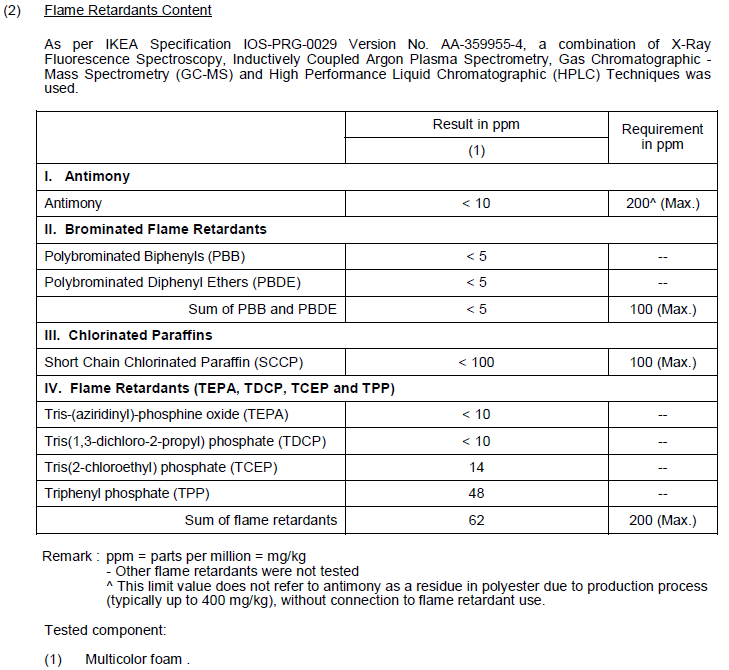 (2) Flame Retardants Content
As per IKEA Specification IOS-PRG-0029 Version No. AA-359955-4, a combination of X-Ray
Fluorescence Spectroscopy, Inductively Coupled Argon Plasma Spectrometry, Gas Chromatographic -
Mass Spectrometry (GC-MS) and High Performance Liquid Chromatographic (HPLC) Techniques was
used.
Result in ppm Requirement
in ppm
(1)
I. Antimony
Antimony < 10 200^ (Max.)
II. Brominated Flame Retardants
Polybrominated Biphenyls (PBB) < 5 --
Polybrominated Diphenyl Ethers (PBDE) < 5 --
Sum of PBB and PBDE < 5 100 (Max.)
III. Chlorinated Paraffins
Short Chain Chlorinated Paraffin (SCCP) < 100 100 (Max.)
IV. Flame Retardants (TEPA, TDCP, TCEP and TPP)
Tris-(aziridinyl)-phosphine oxide (TEPA) < 10 --
Tris(1,3-dichloro-2-propyl) phosphate (TDCP) < 10 --
Tris(2-chloroethyl) phosphate (TCEP) 14 --
Triphenyl phosphate (TPP) 48 --
Sum of flame retardants 62 200 (Max.)
Remark : ppm = parts per million = mg/kg
- Other flame retardants were not tested
^ This limit value does not refer to antimony as a residue in polyester due to production process
(typically up to 400 mg/kg), without connection to flame retardant use.
Tested component:
(1) Multicolor foam .